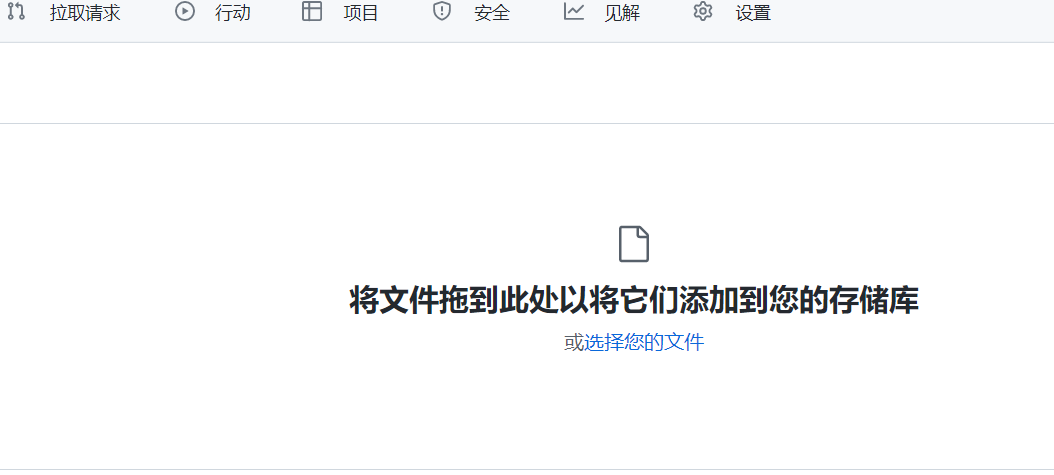 拉取请求 行动 项目 安全 见解 设置
将文件拖到此处以将它们添加到您的存储库
或选择您的文件